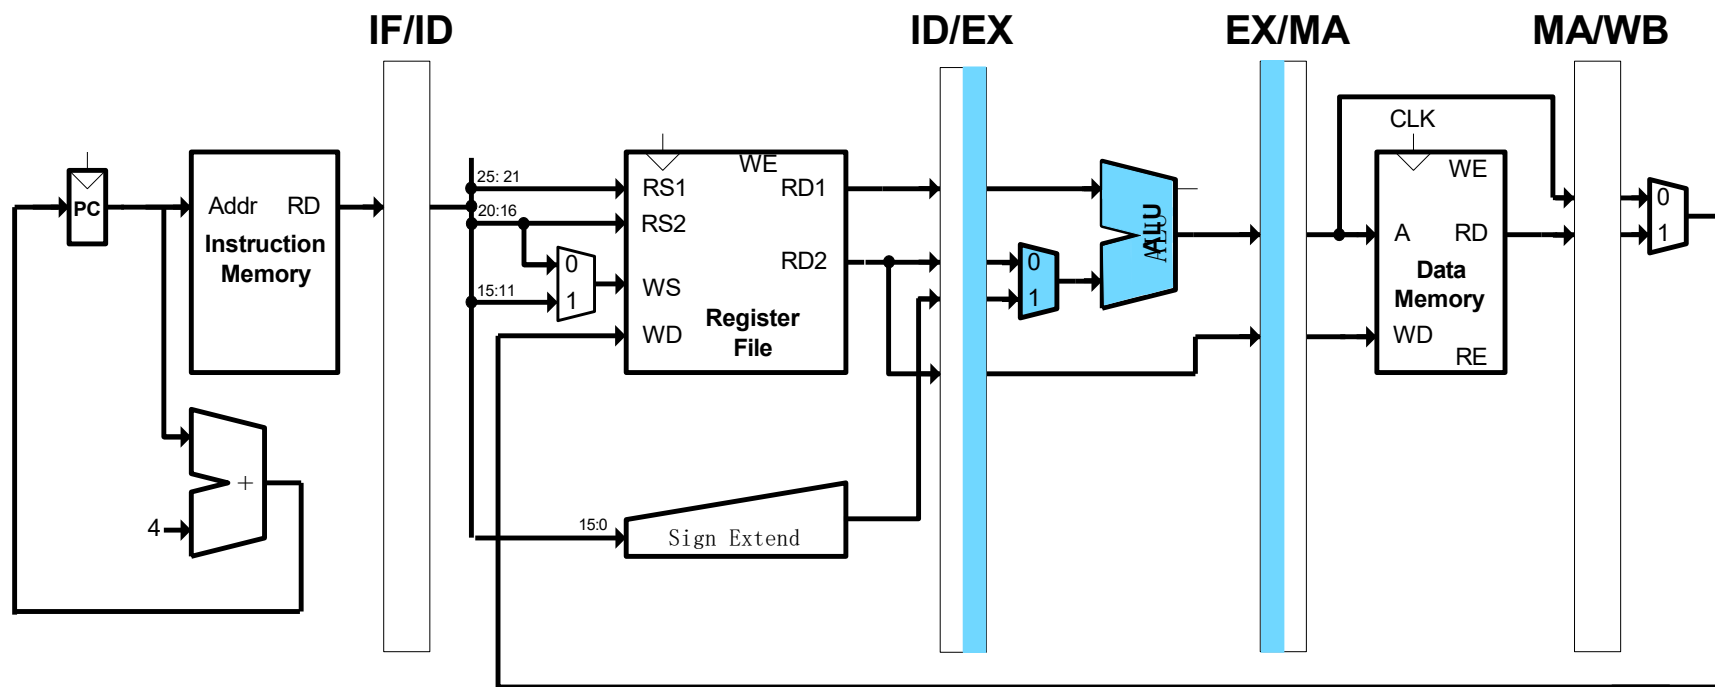 IF/ID
ID/EX
EX/MA
MA/WB
PC
Addr RD
Instruction
Memory
4
+
25: 21
20:16
15:11
15:0
0
1
WE
RS1 RD1
RS2
RD2
WS
WD
Register
File
Sign Extend
0
1
ALU
ALU
CLK
WE
A RD
Data
Memory
WD
RE
0
1